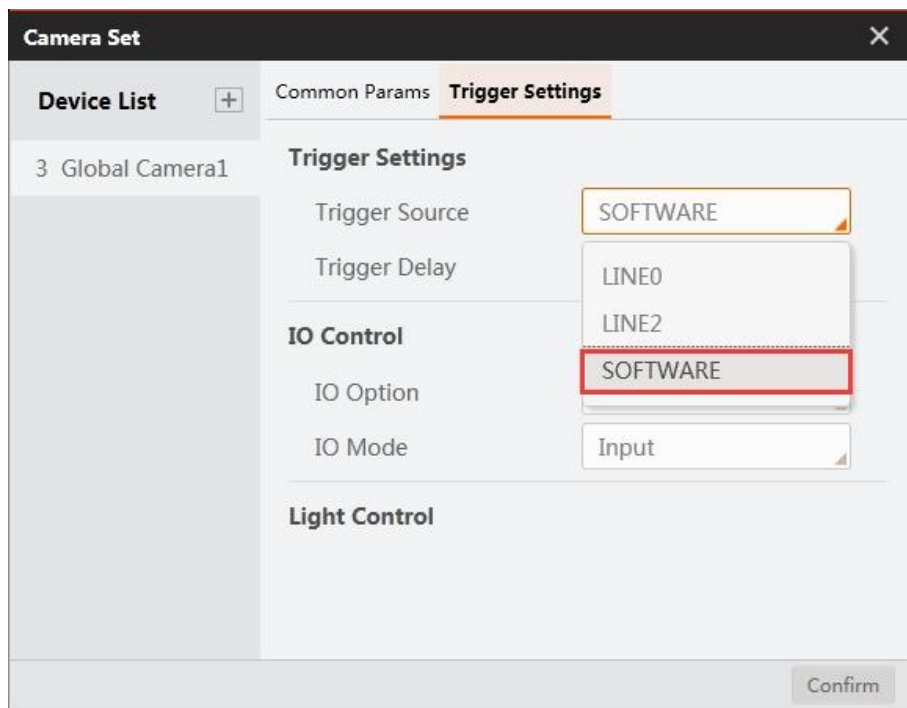 Camera Set
Device List
3 Global Camera1
Common Params Trigger Settings
Trigger Settings
Trigger Source SOFTWARE
Trigger Delay
LINE0
LINE2
SOFTWARE
IO Control
IO Option
IO Mode Input
Light Control
Confirm